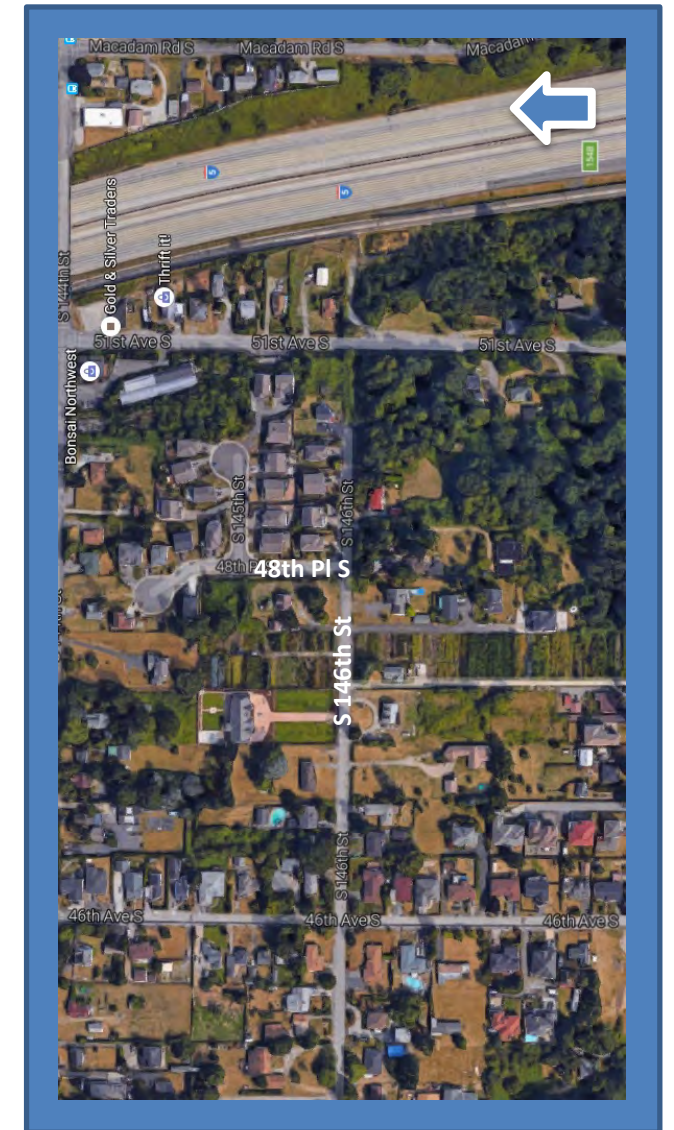 Macadam Rd S
Macadam Rd S
Macadam
5
5
1548
S 144th St
Gold & Silver Traders
Thrift It!
51st Ave S
51st Ave S
51st Ave S
Bonsai Northwest
S 145th St
S 146th St
48th Pl S
S 146th St
S 146th St
46th Ave S
46th Ave S
46th Ave S